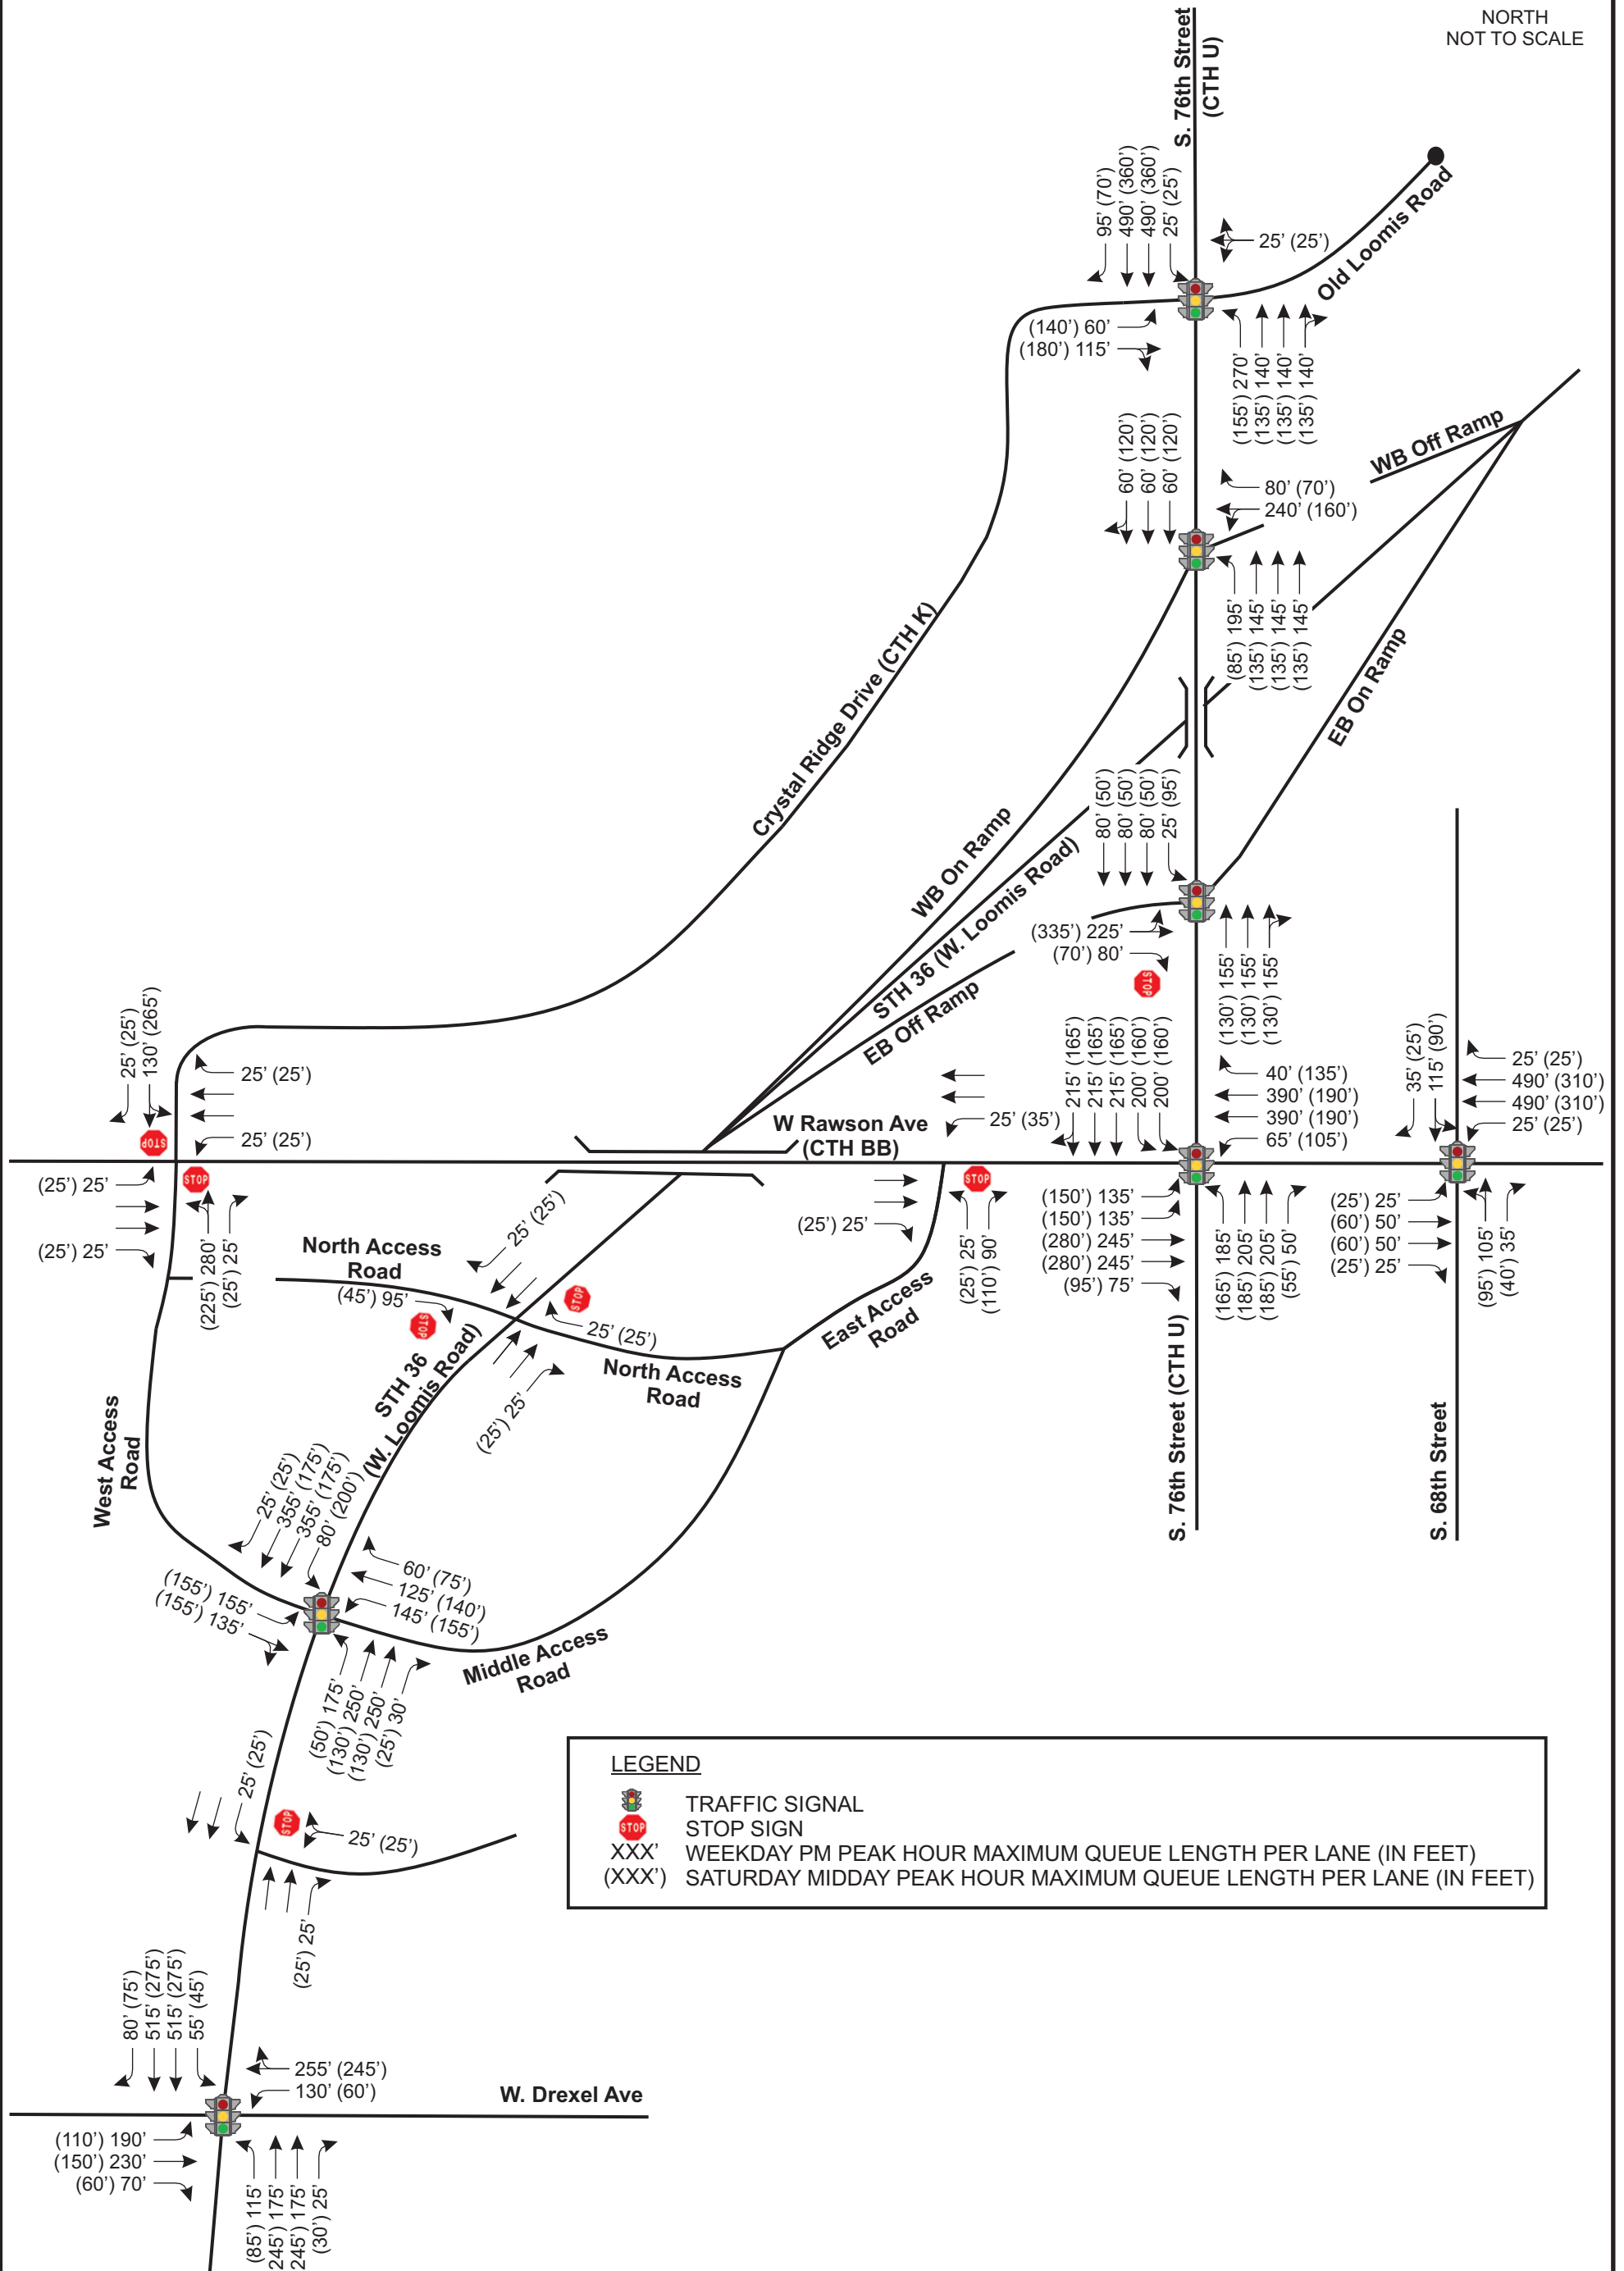 NORTH
NOT TO SCALE
S. 76th Street
(CTH U)
95' (70')
490' (360')
490' (360')
25' (25')
25' (25')
Old Loomis Road
(140') 60'
(180') 115'
(155') 270'
(135') 140'
(135') 140'
(135') 140'
WB Off Ramp
60' (120')
60' (120')
60' (120')
80' (70')
240' (160')
(85') 195'
(135') 145'
(135') 145'
(135') 145'
Crystal Ridge Drive (CTH K)
EB On Ramp
WB On Ramp
STH 36 (W. Loomis Road)
EB Off Ramp
80' (50')
80' (50')
80' (50')
25' (95')
(335') 225'
(70') 80'
STOP
(130') 155'
(130') 155'
(130') 155'
25' (25')
130' (265')
25' (25')
25' (25')
STOP
STOP
(25') 25'
(25') 25'
(225') 280'
(25') 25'
W Rawson Ave
(CTH BB)
25' (35')
215' (165')
215' (165')
215' (165')
200' (160')
200' (160')
40' (135')
390' (190')
390' (190')
65' (105')
35' (25')
115' (90')
25' (25')
490' (310')
490' (310')
25' (25')
STOP
(25') 25'
(25') 25'
(110') 90'
(150') 135'
(150') 135'
(280') 245'
(280') 245'
(95') 75'
(165') 185'
(185') 205'
(185') 205'
(55') 50'
(25') 25'
(60') 50'
(60') 50'
(25') 25'
(95') 105'
(40') 35'
North Access
Road
(45') 95'
STOP
25' (25')
STOP
25' (25')
North Access
Road
(25') 25'
East Access
Road
STH 36
(W. Loomis Road)
West Access
Road
S. 76th Street (CTH U)
S. 68th Street
25' (25')
355' (175')
355' (175')
80' (200')
60' (75')
125' (140')
145' (155')
(155') 155'
(155') 135'
(50') 175'
(130') 250'
(130') 250'
(25') 30'
Middle Access
Road
25' (25')
STOP
25' (25')
(25') 25'
LEGEND
TRAFFIC SIGNAL
STOP STOP SIGN
XXX' WEEKDAY PM PEAK HOUR MAXIMUM QUEUE LENGTH PER LANE (IN FEET)
(XXX') SATURDAY MIDDAY PEAK HOUR MAXIMUM QUEUE LENGTH PER LANE (IN FEET)
80' (75')
515' (275')
515' (275')
55' (45')
255' (245')
130' (60')
W. Drexel Ave
(110') 190'
(150') 230'
(60') 70'
(85') 115'
245') 175'
245') 175'
(30') 25'